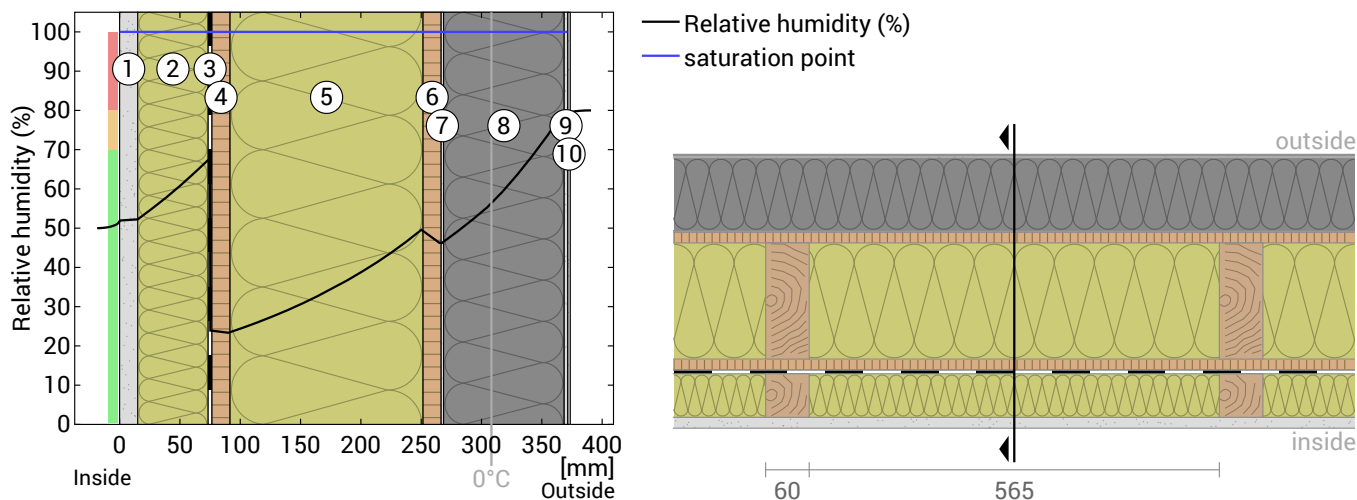 Relative humidity (%)
100
90
80
70
60
50
40
30
20
10
0
1
2
3
4
5
6
7
8
9
10
0 50 100 150 200 250 300 350 400
[mm]
Inside
0°C
Outside
Relative humidity (%)
saturation point
outside
inside
60
565